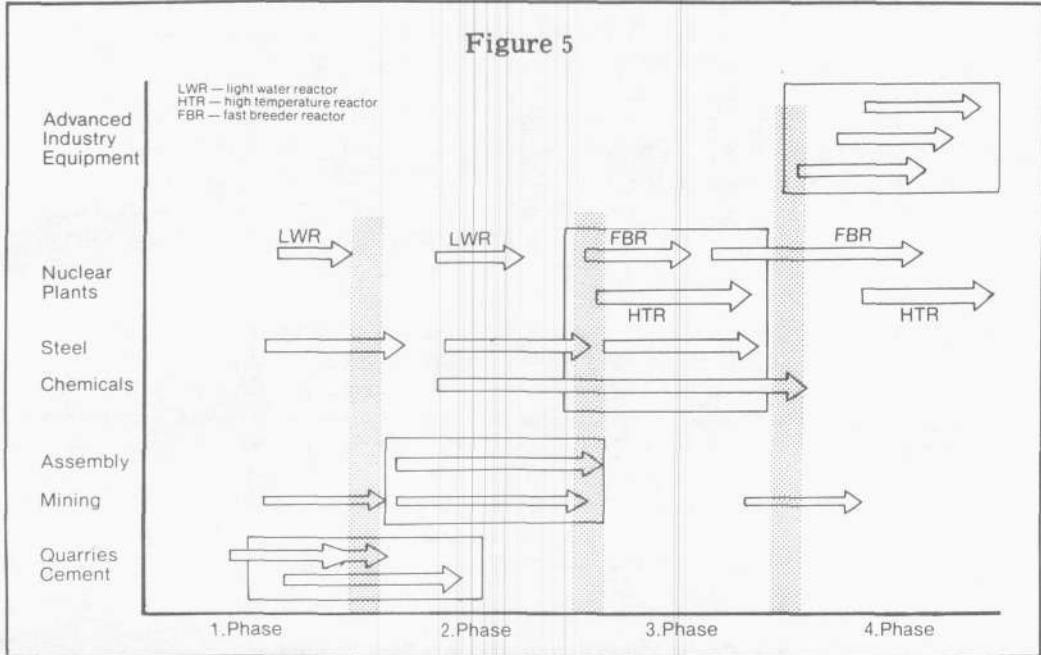 Figure 5
LWR — light water reactor
HTR — high temperature reactor
FBR — fast breeder reactor
Advanced
Industry
Equipment
LWR
LWR
FBR
FBR
Nuclear
Plants
HTR
HTR
Steel
Chemicals
Assembly
Mining
Quarries
Cement
1.Phase
2.Phase
3.Phase
4.Phase